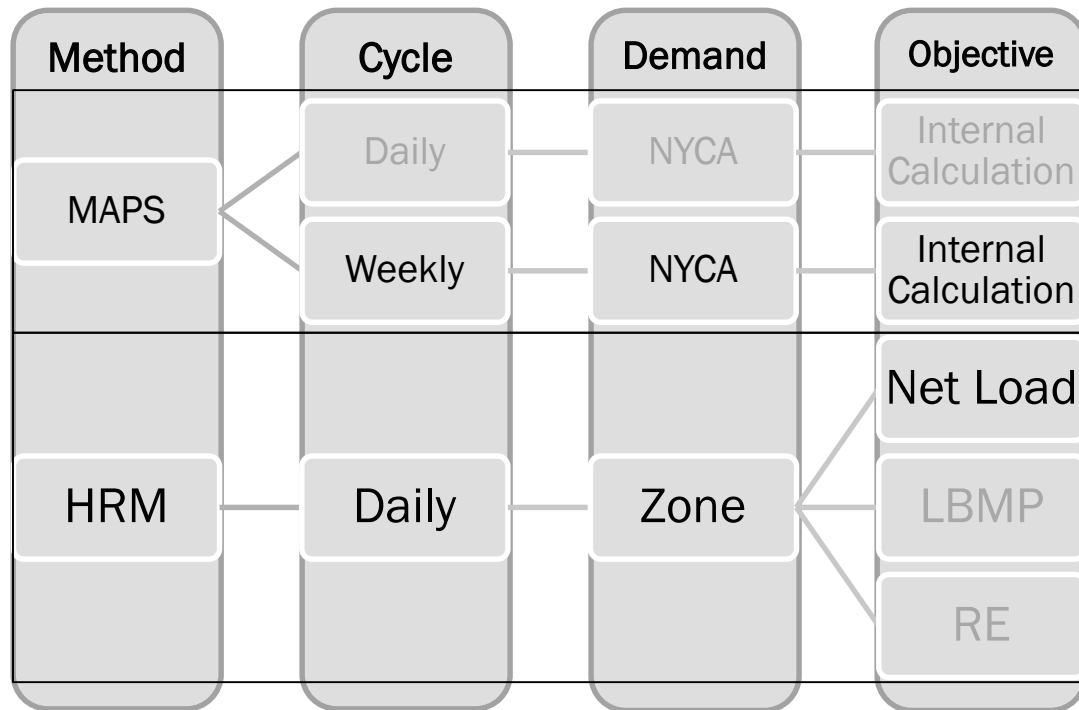 Method
Cycle
Demand
Objective
MAPS
Daily
NYCA
Internal
Calculation
Weekly
NYCA
Internal
Calculation
HRM
Daily
Zone
Net Load
LBMP
RE